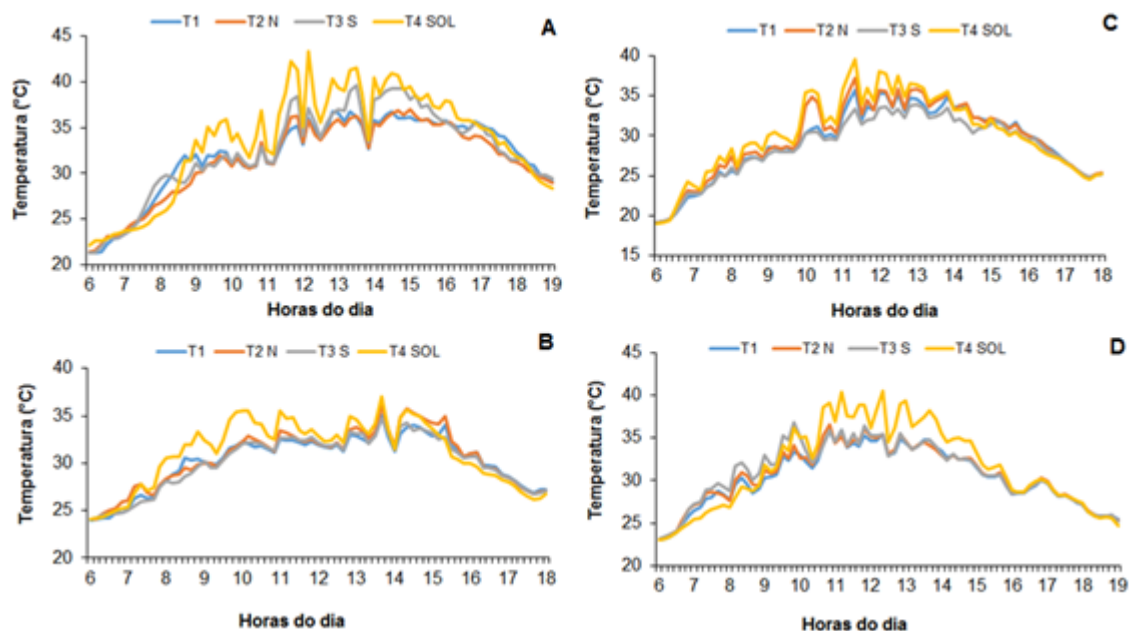 T1 T2 N T3 S T4 SOL
A
Temperatura (°C)
45
40
35
30
25
20
6 7 8 9 10 11 12 13 14 15 16 17 18 19
Horas do dia
T1 T2 N T3 S T4 SOL
C
Temperatura (°C)
40
35
30
25
20
15
6 7 8 9 10 11 12 13 14 15 16 17 18
Horas do dia
T1 T2 N T3 S T4 SOL
B
Temperatura (°C)
40
35
30
25
20
6 7 8 9 10 11 12 13 14 15 16 17 18
Horas do dia
T1 T2 N T3 S T4 SOL
D
Temperatura (°C)
45
40
35
30
25
20
6 7 8 9 10 11 12 13 14 15 16 17 18 19
Horas do dia